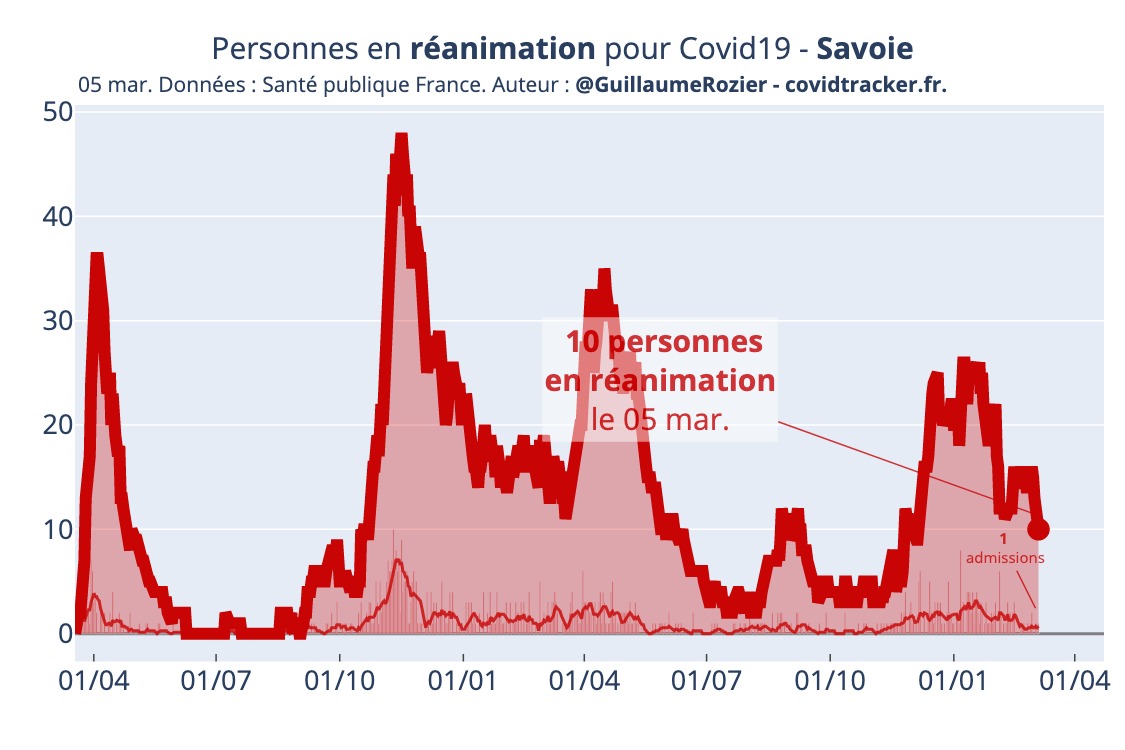 Personnes en réanimation pour Covid19 - Savoie
05 mar. Données : Santé publique France. Auteur : @GuillaumeRozier - covidtracker.fr.
50
40
30
20
10
0
10 personnes
en réanimation
le 05 mar.
1
admissions
01/04 01/07 01/10 01/01 01/04 01/07 01/10 01/01 01/04